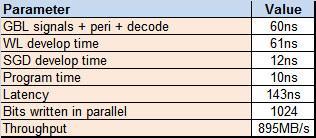 Parameter Value
GBL signals + peri + decode 60ns
WL develop time 61ns
SGD develop time 12ns
Program time 10ns
Latency 143ns
Bits written in parallel 1024
Throughput 895MB/s